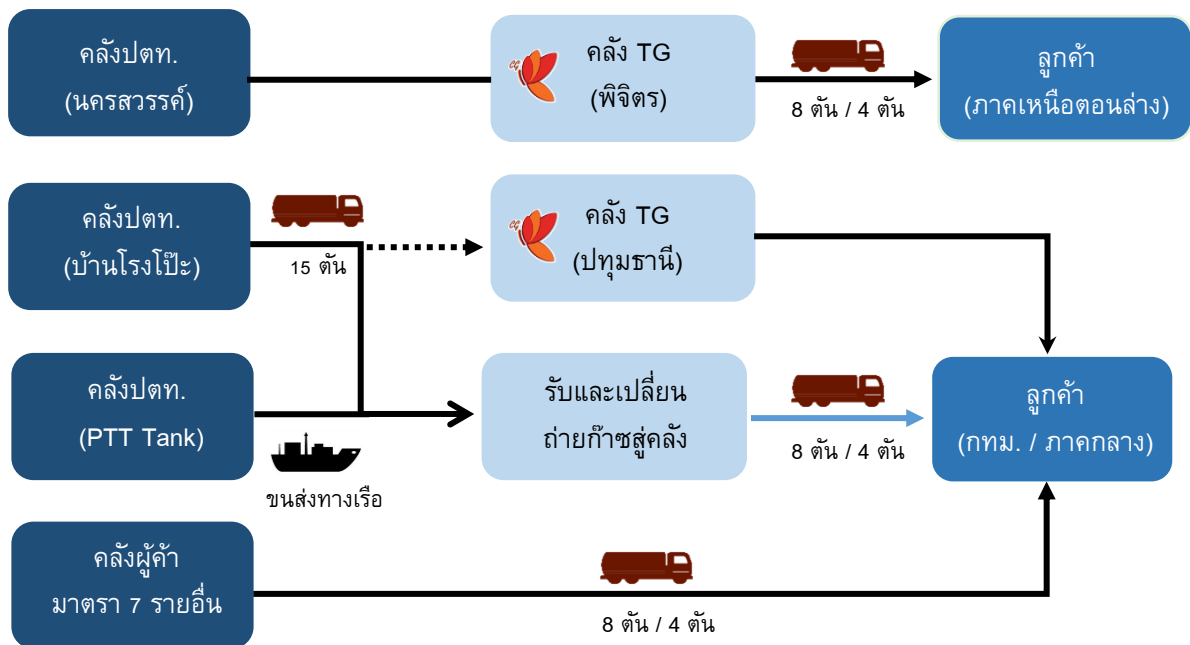 คลังปตท.
(นครสวรรค์)
CG
คลัง TG
(พิจิตร)
8 ตัน / 4 ตัน
ลูกค้า
(ภาคเหนือตอนล่าง)
คลังปตท.
(บ้านโรงโป๊ะ)
15 ตัน
CG
คลัง TG
(ปทุมธานี)
คลังปตท.
(PTT Tank)
ขนส่งทางเรือ
รับและเปลี่ยน
ถ่ายก๊าซสู่คลัง
8 ตัน / 4 ตัน
ลูกค้า
(กทม. / ภาคกลาง)
คลังผู้ค้า
มาตรา 7 รายอื่น
8 ตัน / 4 ตัน